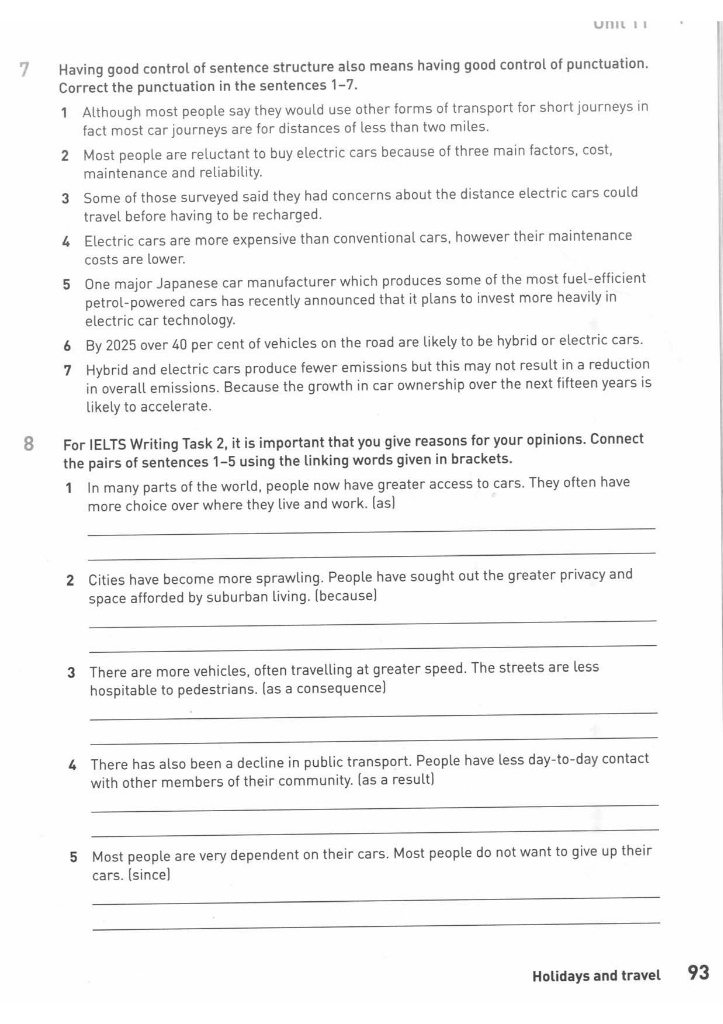 Unit 11
7 Having good control of sentence structure also means having good control of punctuation.
Correct the punctuation in the sentences 1–7.
1 Although most people say they would use other forms of transport for short journeys in
fact most car journeys are for distances of less than two miles.
2 Most people are reluctant to buy electric cars because of three main factors, cost,
maintenance and reliability.
3 Some of those surveyed said they had concerns about the distance electric cars could
travel before having to be recharged.
4 Electric cars are more expensive than conventional cars, however their maintenance
costs are lower.
5 One major Japanese car manufacturer which produces some of the most fuel-efficient
petrol-powered cars has recently announced that it plans to invest more heavily in
electric car technology.
6 By 2025 over 40 per cent of vehicles on the road are likely to be hybrid or electric cars.
7 Hybrid and electric cars produce fewer emissions but this may not result in a reduction
in overall emissions. Because the growth in car ownership over the next fifteen years is
likely to accelerate.
8 For IELTS Writing Task 2, it is important that you give reasons for your opinions. Connect
the pairs of sentences 1–5 using the linking words given in brackets.
1 In many parts of the world, people now have greater access to cars. They often have
more choice over where they live and work. (as)
2 Cities have become more sprawling. People have sought out the greater privacy and
space afforded by suburban living. (because)
3 There are more vehicles, often travelling at greater speed. The streets are less
hospitable to pedestrians. (as a consequence)
4 There has also been a decline in public transport. People have less day-to-day contact
with other members of their community. (as a result)
5 Most people are very dependent on their cars. Most people do not want to give up their
cars. (since)
Holidays and travel 93